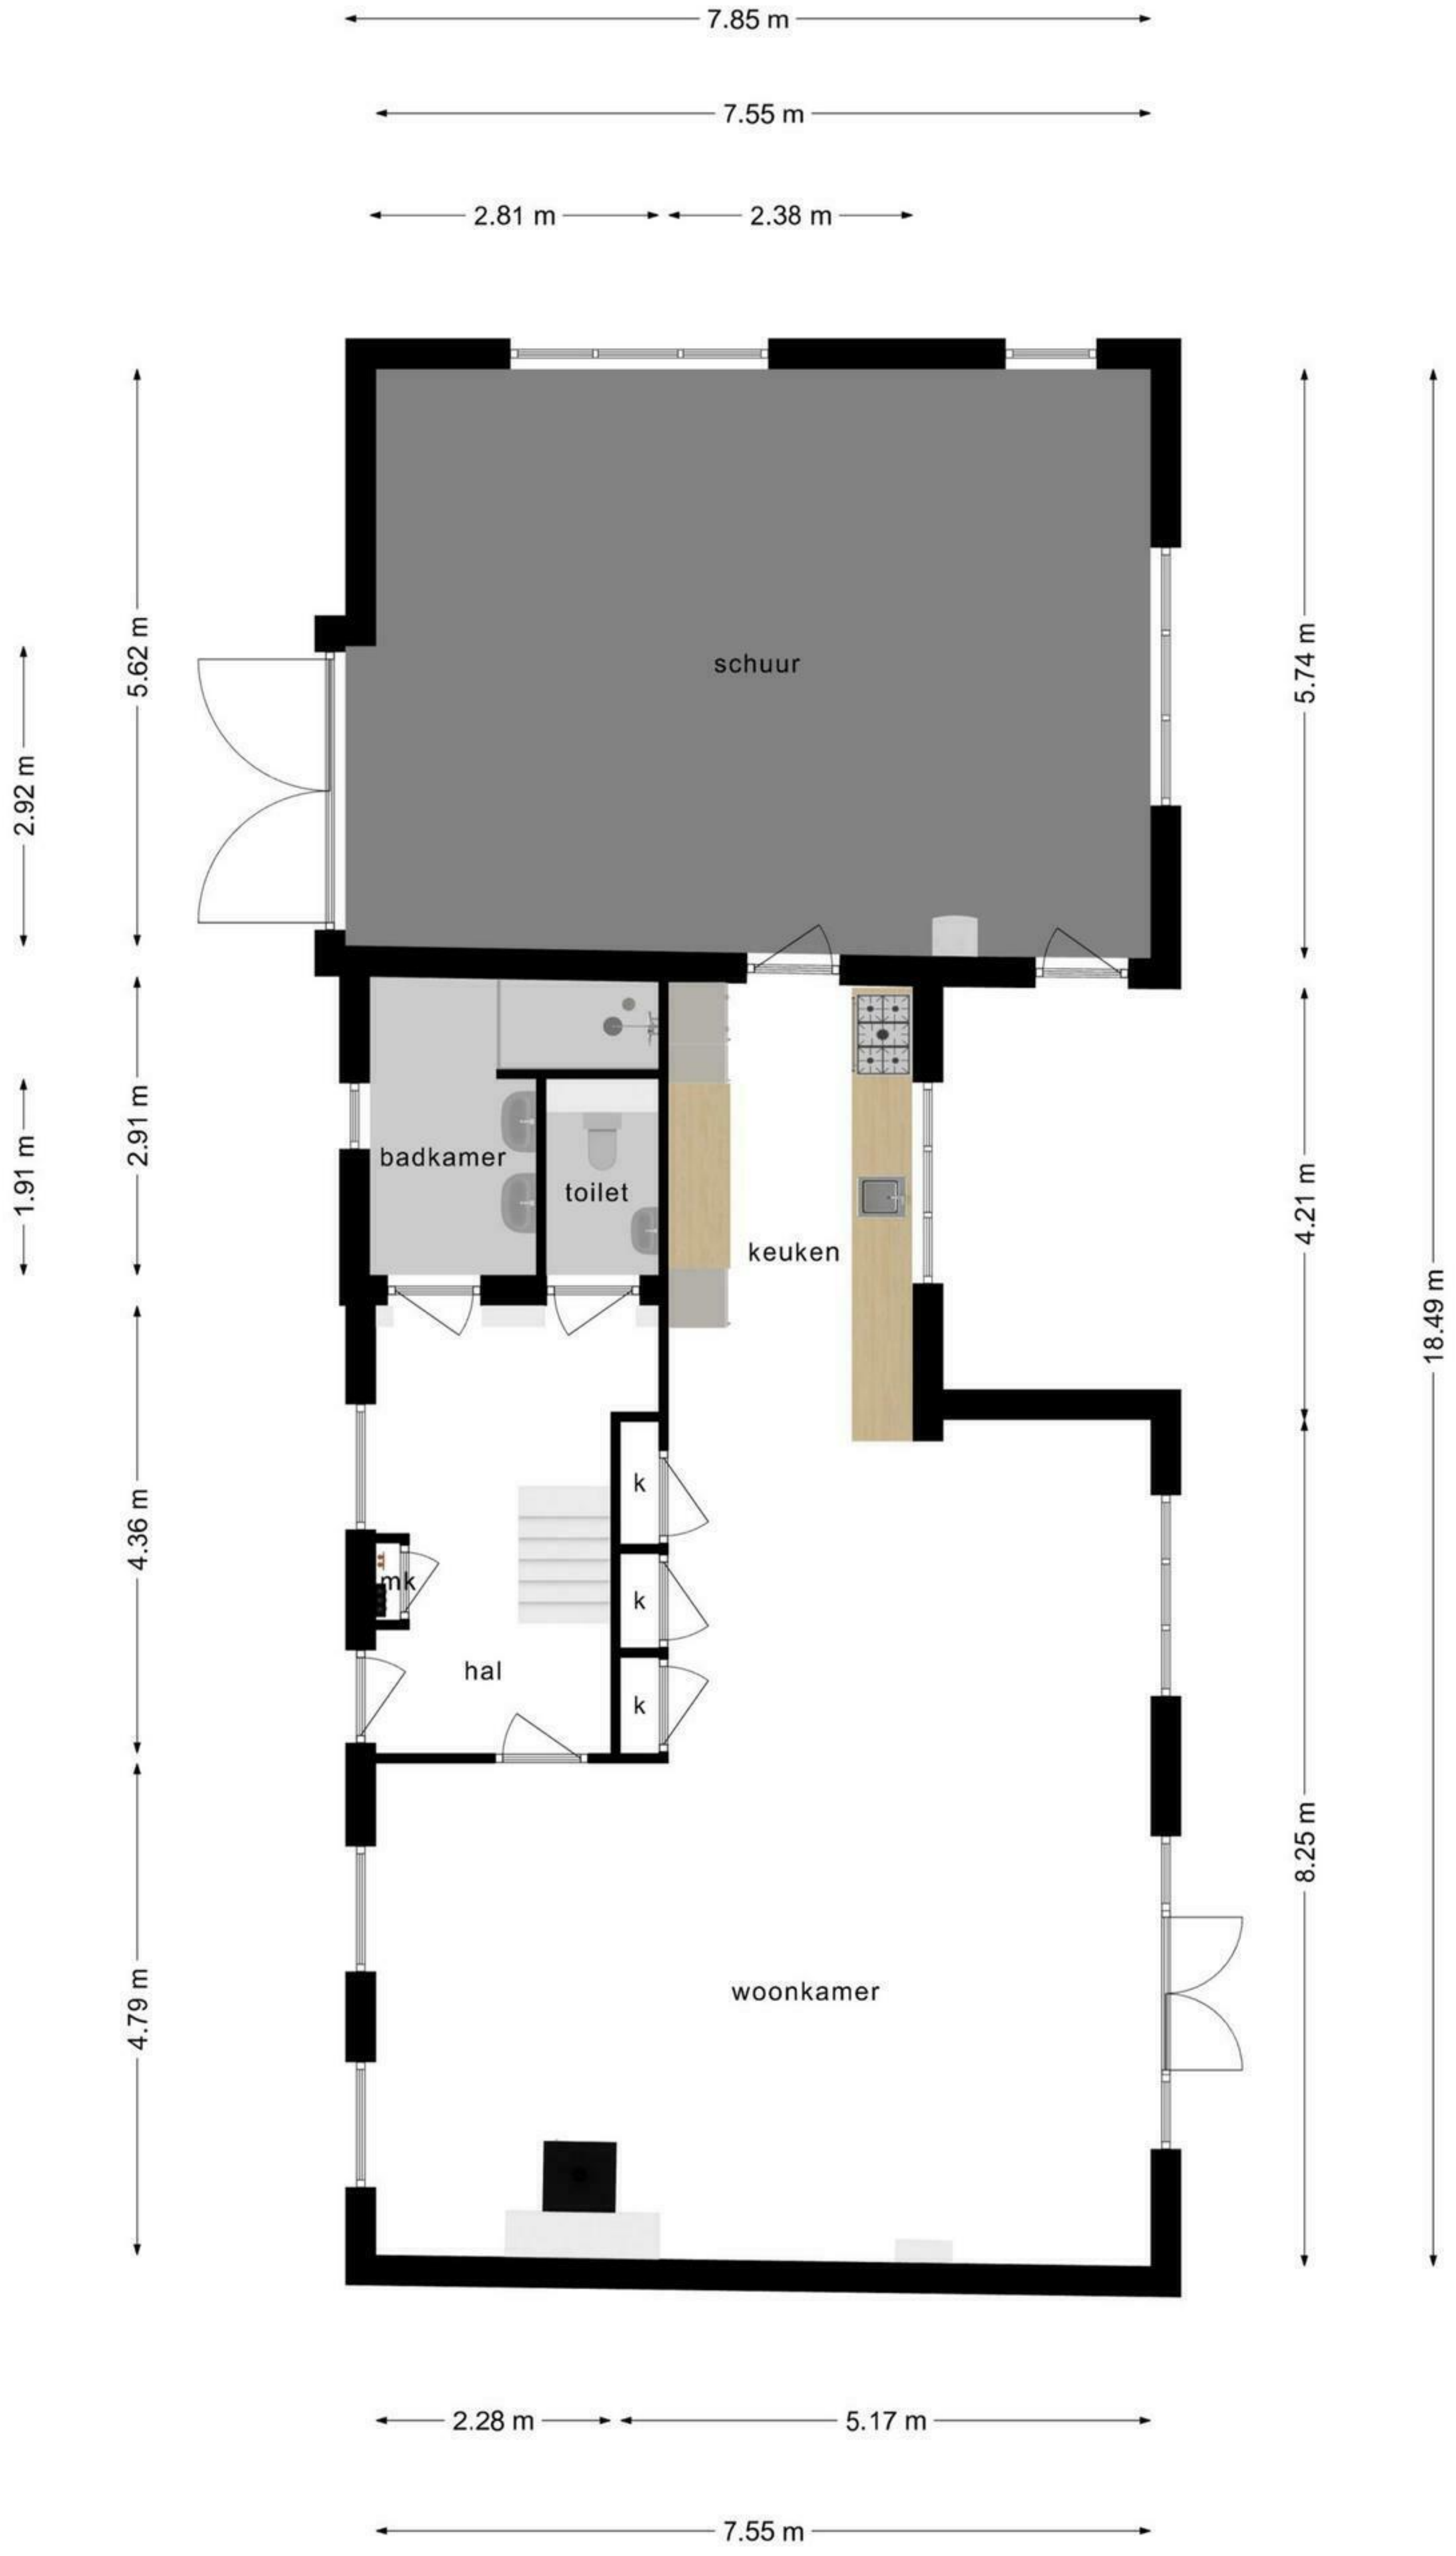 7.85 m
7.55 m
2.81 m
2.38 m
5.62 m
schuur
5.74 m
2.92 m
badkamer
toilet
keuken
2.91 m
1.91 m
4.21 m
18.49 m
k
4.36 m
mk
k
hal
k
8.25 m
woonkamer
4.79 m
2.28 m
5.17 m
7.55 m